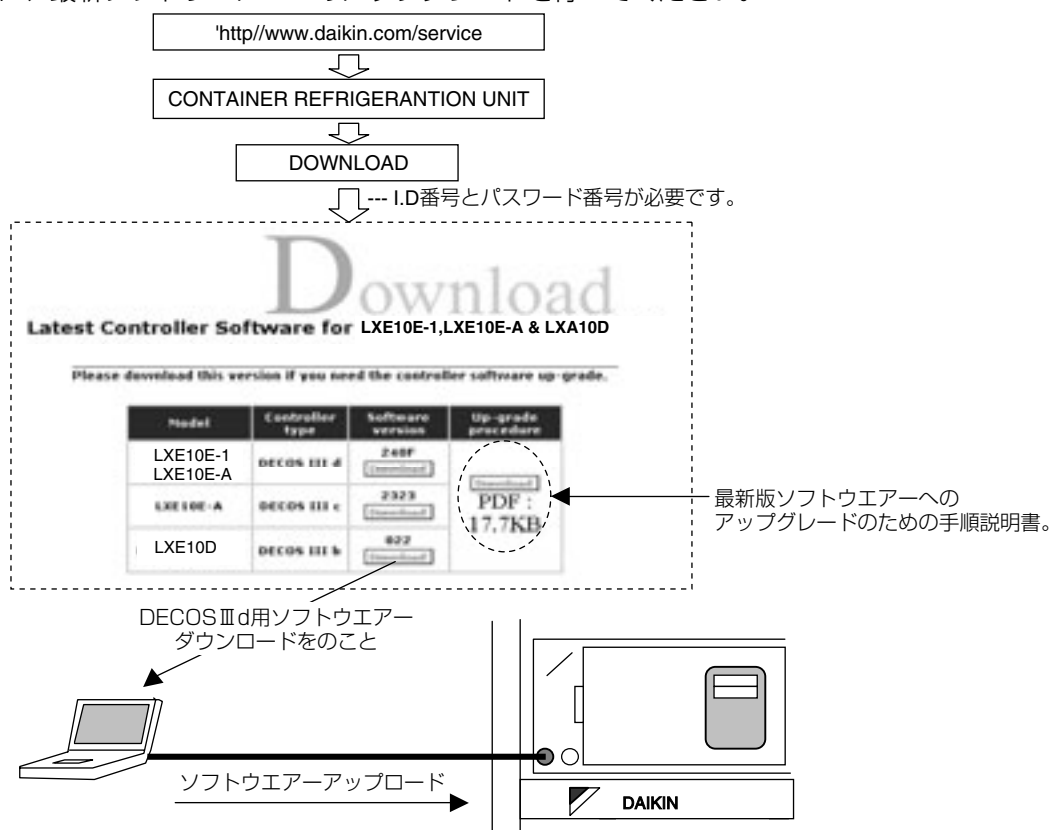 'http//www.daikin.com/service
CONTAINER REFRIGERANTION UNIT
DOWNLOAD
--- I.D番号とパスワード番号が必要です。
Download
Latest Controller Software for LXE10E-1,LXE10E-A & LXA10D
Please download this version if you need the controller software up-grade.
Model Controller type Software version Up-grade procedure
LXE10E-1
LXE10E-A
DECOS III d
248F
Download
LXE10E-A DECOS III c 2323
Download
LXE10D DECOS III b 022
Download
Download
PDF :
17.7KB
最新版ソフトウエアーへの
アップグレードのための手順説明書。
DECOSⅢd用ソフトウエアー
ダウンロードをのこと
ソフトウエアーアップロード
DAIKIN